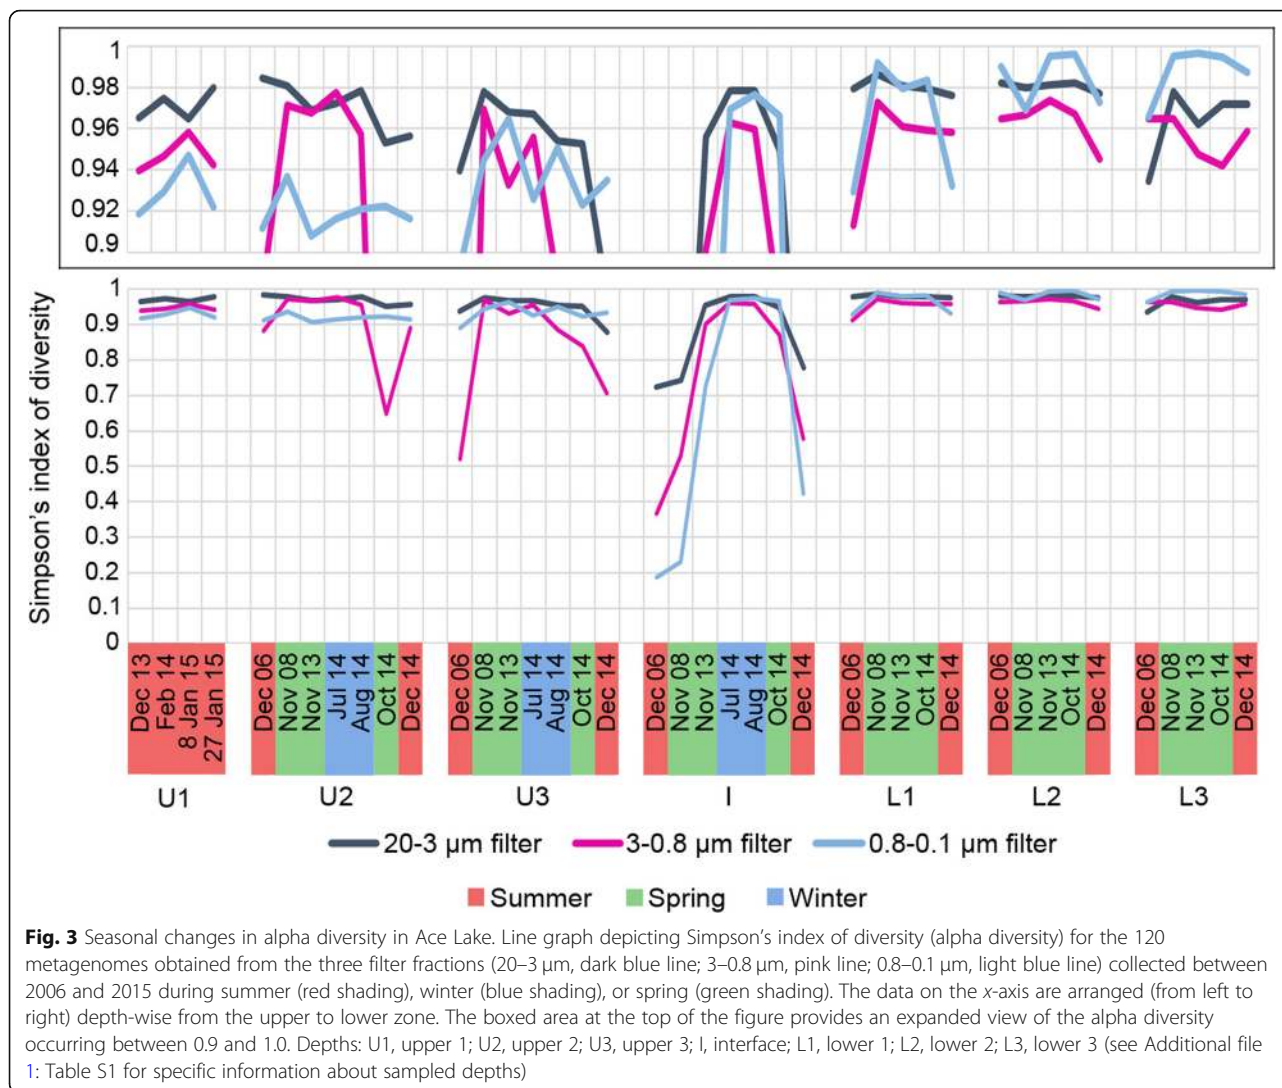 1
0.98
0.96
0.94
0.92
0.9
Simpson's index of diversity
1
0.9
0.8
0.7
0.6
0.5
0.4
0.3
0.2
0.1
0
Dec 13
Feb 14
8 Jan 15
27 Jan 15
Dec 06
Nov 08
Nov 13
Jul 14
Aug 14
Oct 14
Dec 14
Dec 06
Nov 08
Nov 13
Jul 14
Aug 14
Oct 14
Dec 14
Dec 06
Nov 08
Nov 13
Jul 14
Aug 14
Oct 14
Dec 14
Dec 06
Nov 08
Nov 13
Oct 14
Dec 14
Dec 06
Nov 08
Nov 13
Oct 14
Dec 14
Dec 06
Nov 08
Nov 13
Oct 14
Dec 14
U1 U2 U3 I L1 L2 L3
20-3 µm filter 3-0.8 µm filter 0.8-0.1 µm filter
Summer Spring Winter
Fig. 3 Seasonal changes in alpha diversity in Ace Lake. Line graph depicting Simpson's index of diversity (alpha diversity) for the 120
metagenomes obtained from the three filter fractions (20–3 µm, dark blue line; 3–0.8 µm, pink line; 0.8–0.1 µm, light blue line) collected between
2006 and 2015 during summer (red shading), winter (blue shading), or spring (green shading). The data on the x-axis are arranged (from left to
right) depth-wise from the upper to lower zone. The boxed area at the top of the figure provides an expanded view of the alpha diversity
occurring between 0.9 and 1.0. Depths: U1, upper 1; U2, upper 2; U3, upper 3; I, interface; L1, lower 1; L2, lower 2; L3, lower 3 (see Additional file
1: Table S1 for specific information about sampled depths)